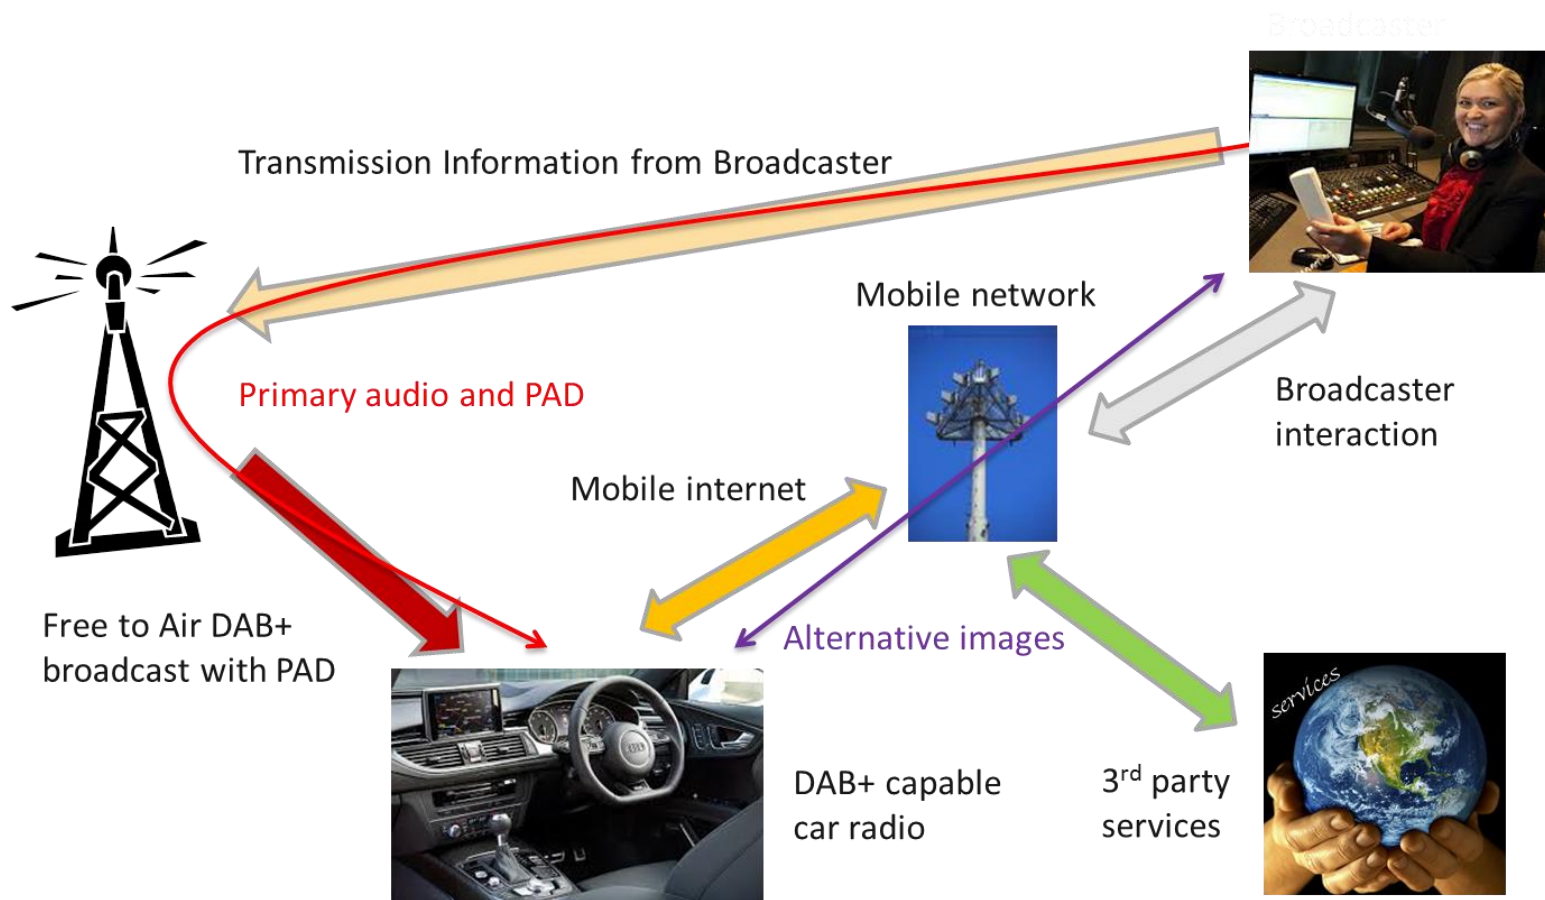 Broadcaster
Transmission Information from Broadcaster
Mobile network
Primary audio and PAD
Broadcaster
interaction
Mobile internet
Free to Air DAB+
broadcast with PAD
Alternative images
services
DAB+ capable
car radio
3rd party
services